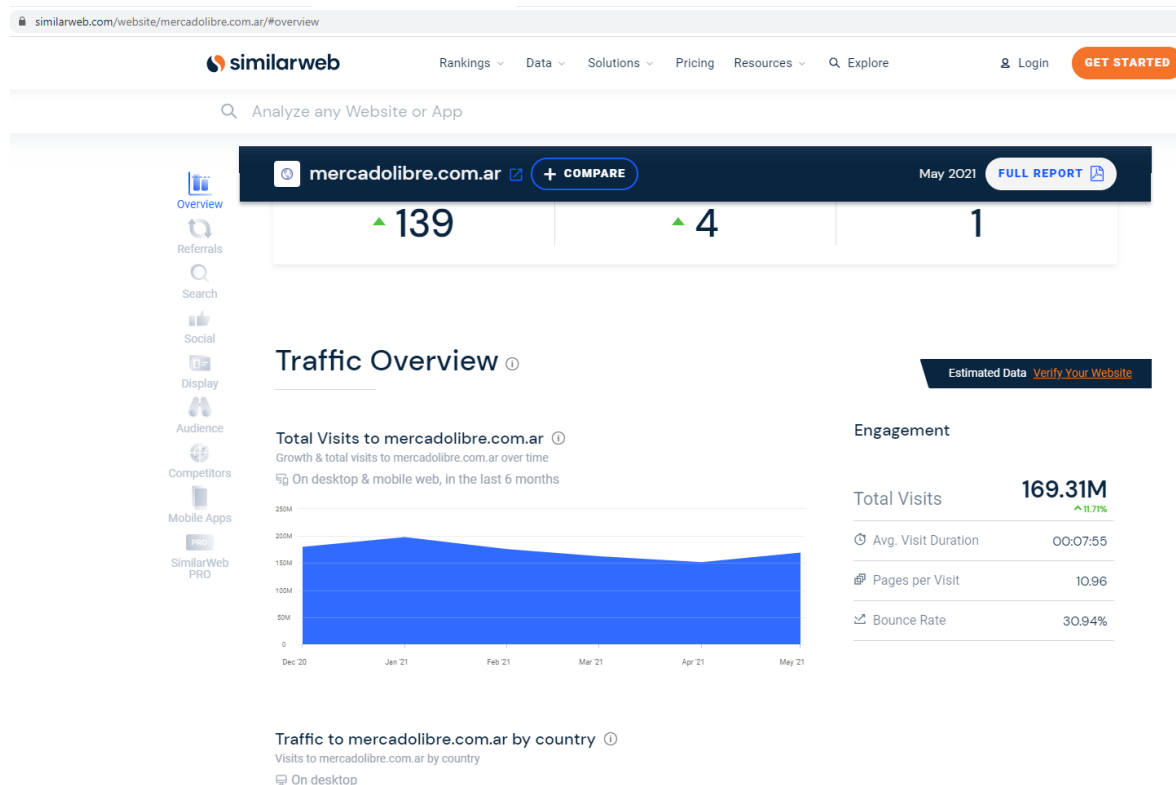 similarweb.com/website/mercadolibre.com.ar/#overview
similarweb Rankings Data Solutions Pricing Resources Explore Login GET STARTED
Analyze any Website or App
mercadolibre.com.ar + COMPARE May 2021 FULL REPORT
139 4 1
Overview
Referrals
Search
Social
Display
Audience
Competitors
Mobile Apps
PRO
SimilarWeb
PRO
Traffic Overview
Estimated Data Verify Your Website
Total Visits to mercadolibre.com.ar
Growth & total visits to mercadolibre.com.ar over time
On desktop & mobile web, in the last 6 months
250M
200M
150M
100M
50M
0
Dec '20 Jan '21 Feb '21 Mar '21 Apr '21 May '21
Engagement
Total Visits 169.31M
11.71%
Avg. Visit Duration 00:07:55
Pages per Visit 10.96
Bounce Rate 30.94%
Traffic to mercadolibre.com.ar by country
Visits to mercadolibre.com.ar by country
On desktop